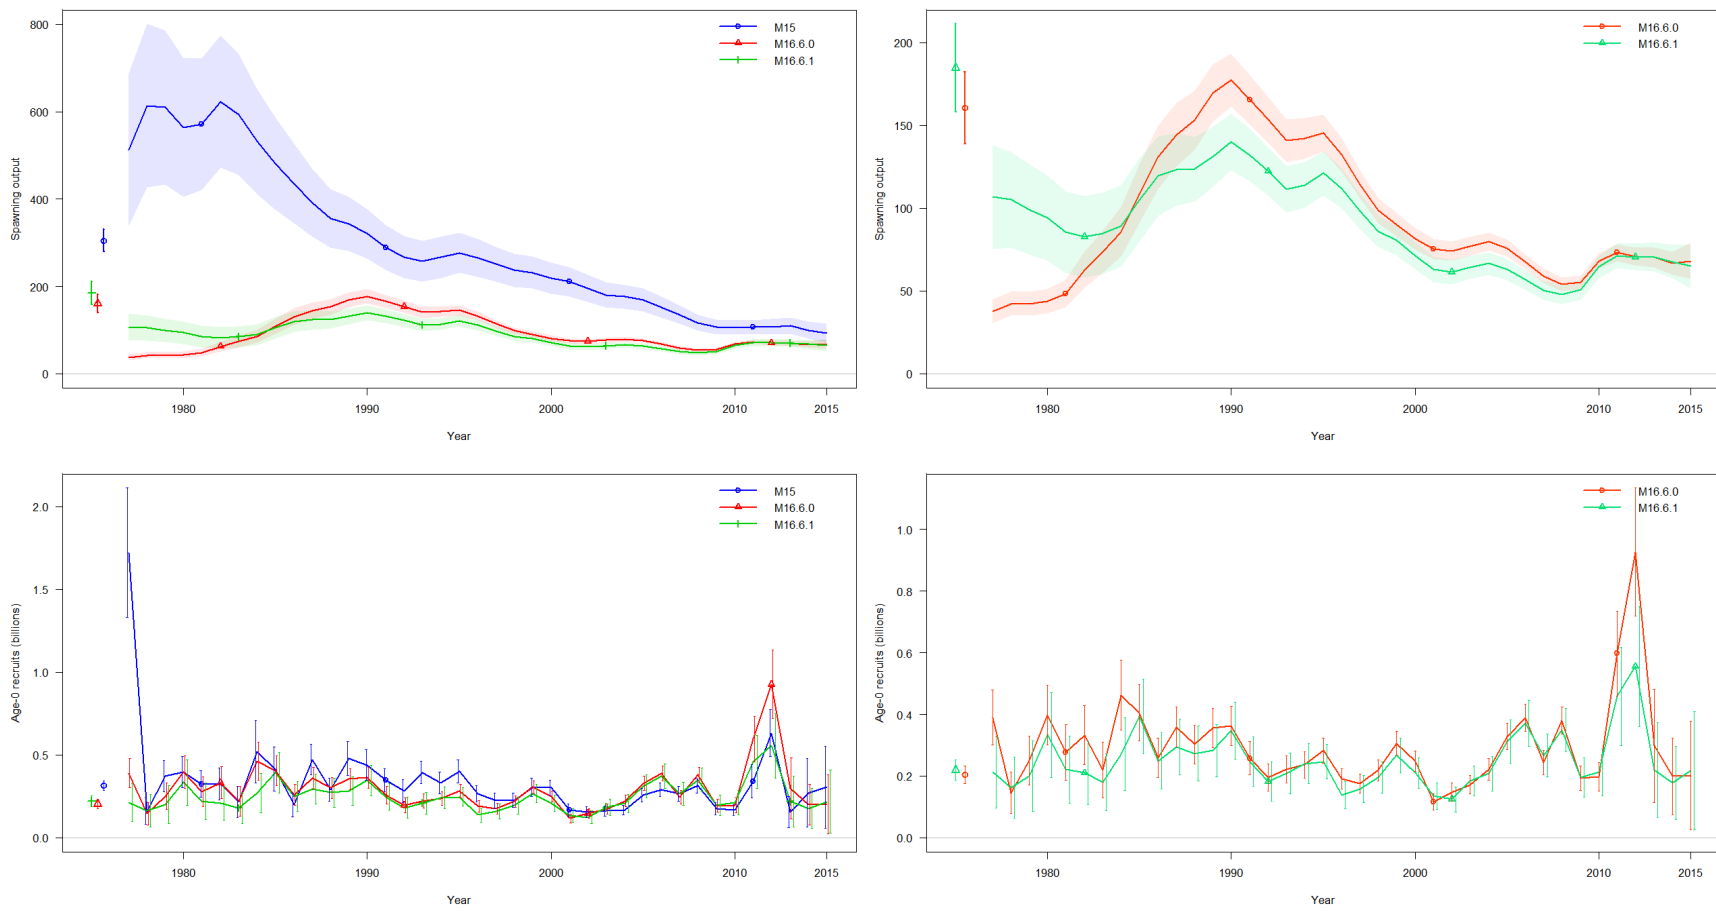 800
600
400
200
0
Spawning output
M15
M16.6.0
M16.6.1
1980
1990
2000
2010
2015
Year
200
150
100
50
0
Spawning output
M16.6.0
M16.6.1
1980
1990
2000
2010
2015
Year
2.0
1.5
1.0
0.5
0.0
Age-0 recruits (billions)
M15
M16.6.0
M16.6.1
1980
1990
2000
2010
2015
Year
1.0
0.8
0.6
0.4
0.2
0.0
Age-0 recruits (billions)
M16.6.0
M16.6.1
1980
1990
2000
2010
2015
Year